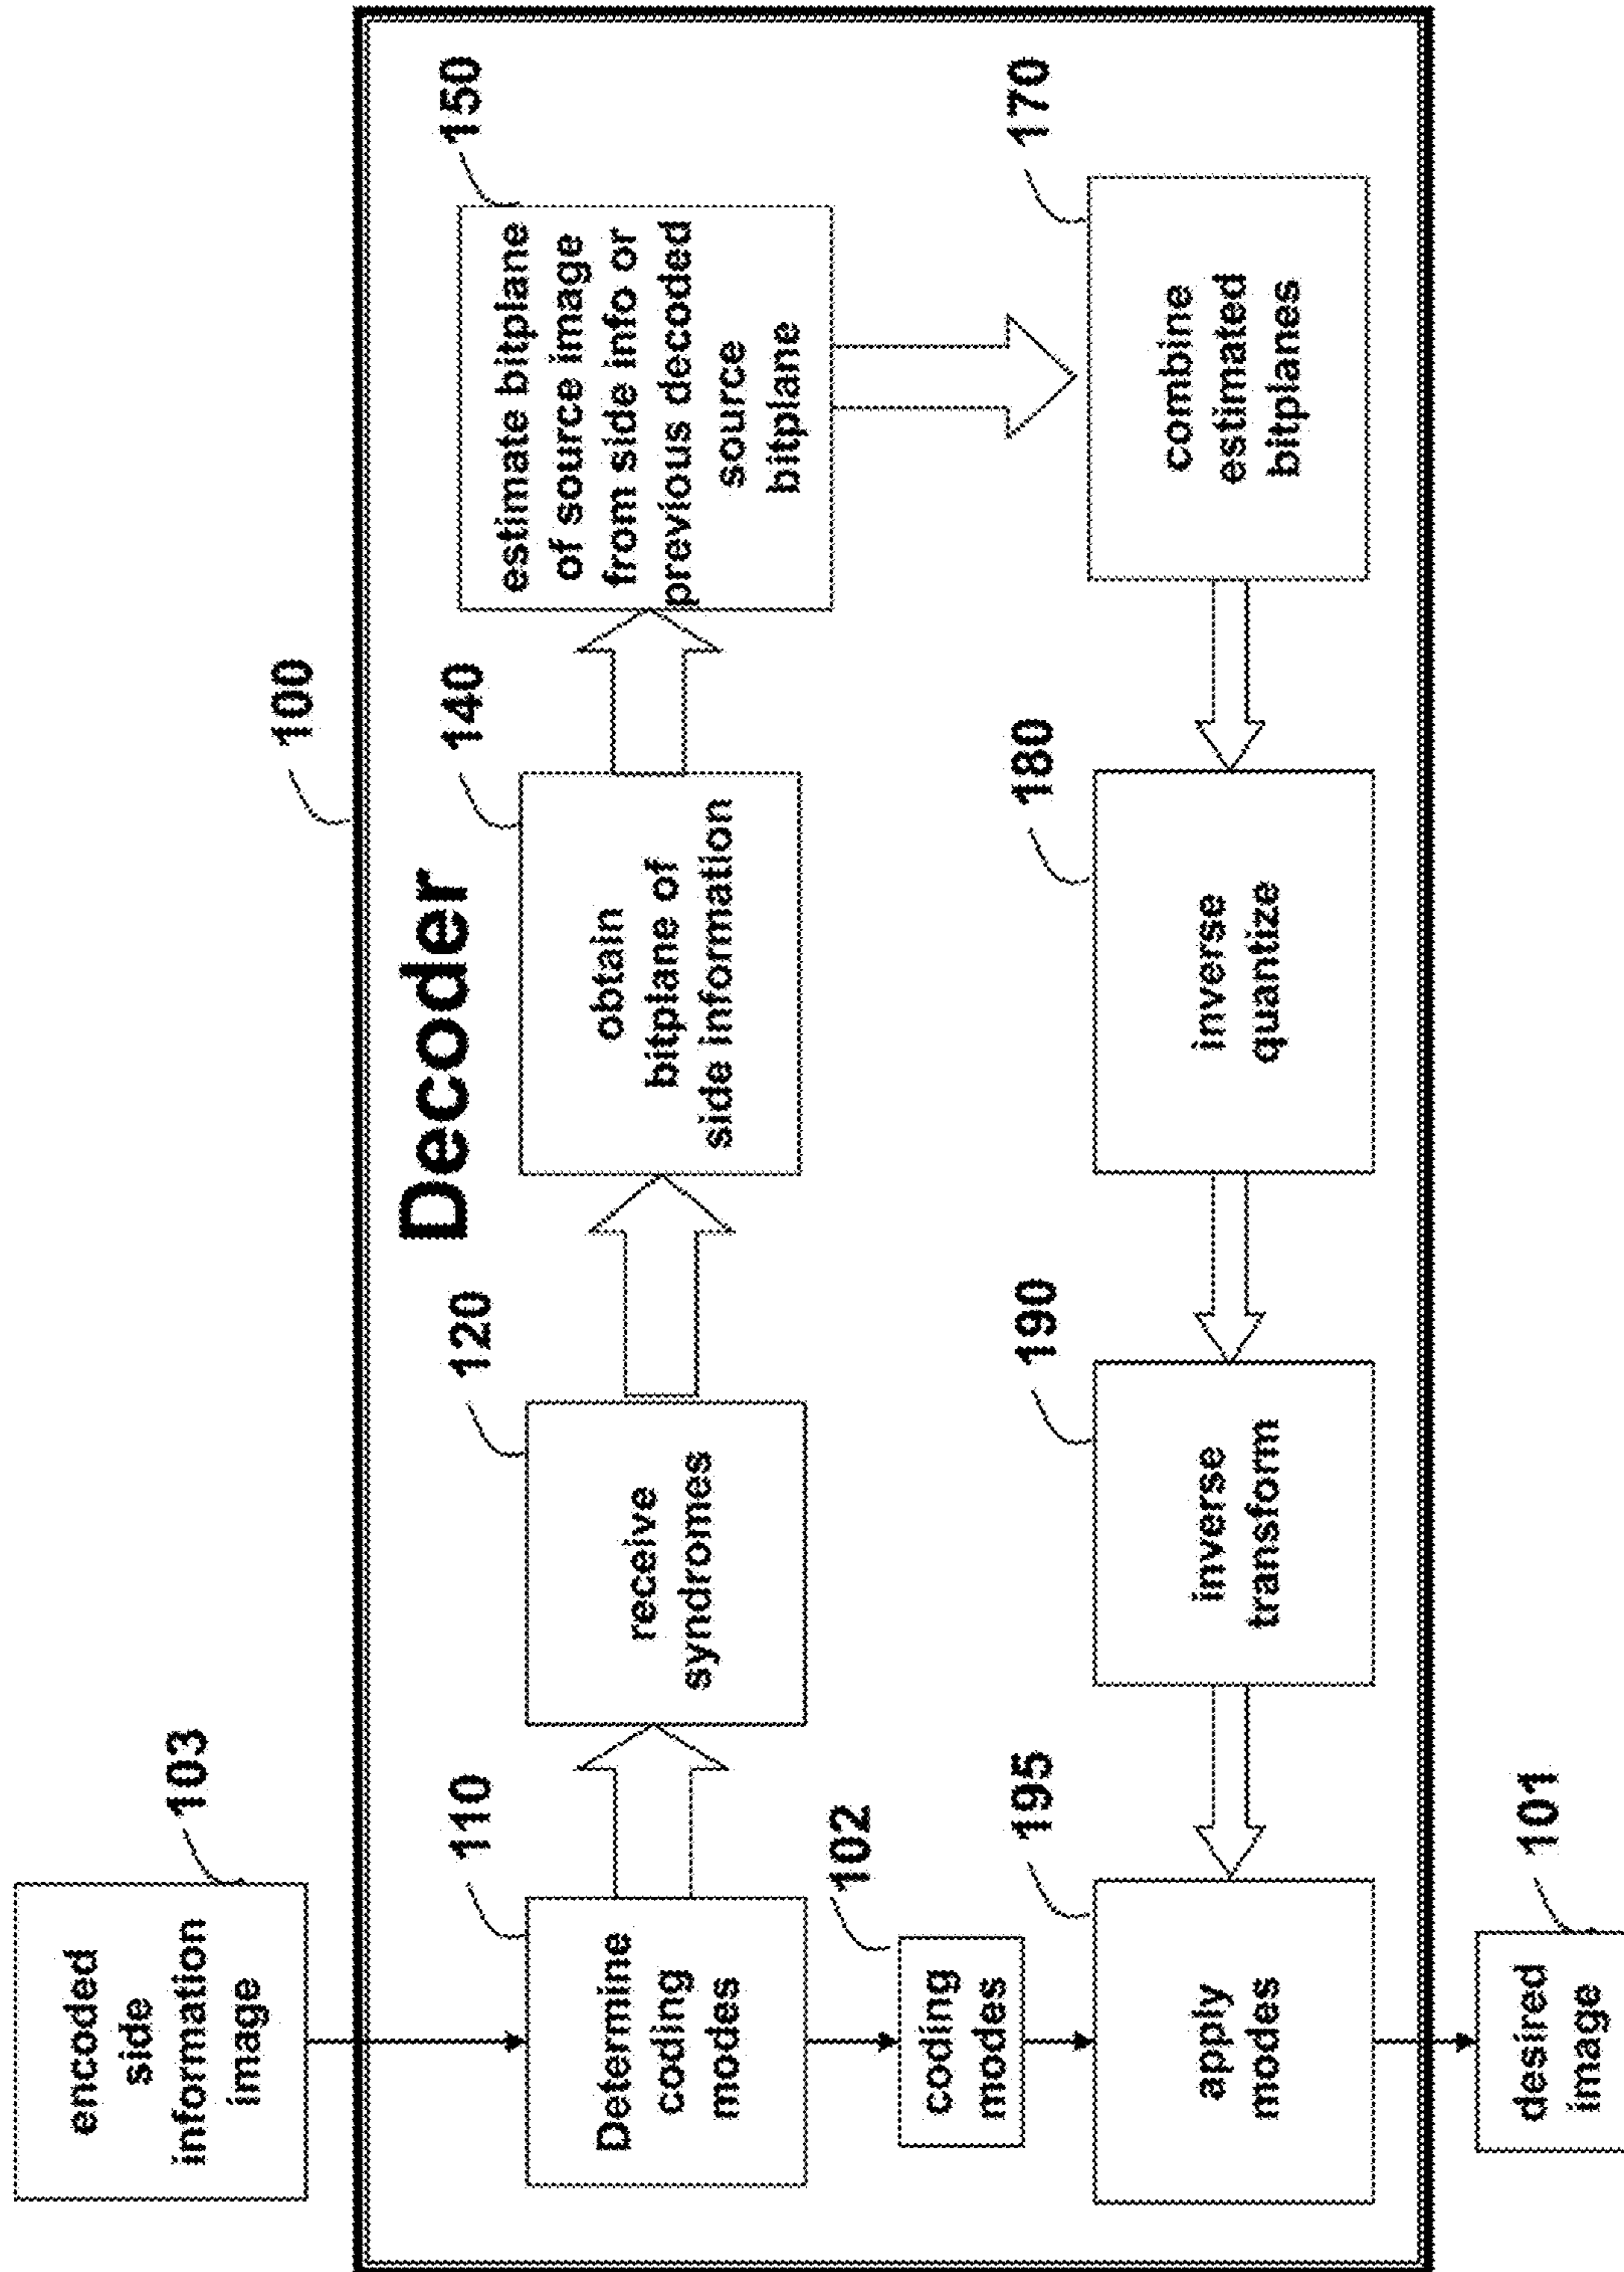 encoded
side
information
image
103
100
Decoder
110
Determine
coding
modes
120
receive
syndromes
140
obtain
bitplane of
side information
150
estimate bitplane
of source image
from side info or
previous decoded
source
bitplane
102
coding
modes
195
apply
modes
190
inverse
transform
180
inverse
quantize
170
combine
estimated
bitplanes
101
desired
image